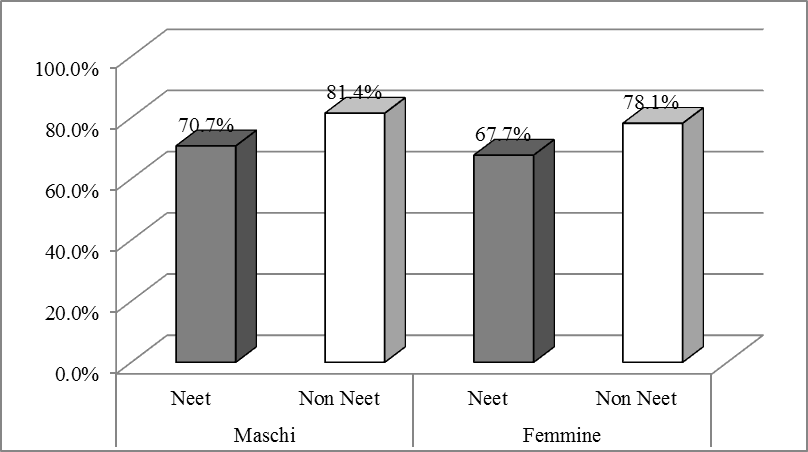 100.0%
80.0%
60.0%
40.0%
20.0%
0.0%
70.7%
81.4%
67.7%
78.1%
Neet
Non Neet
Neet
Non Neet
Maschi
Femmine